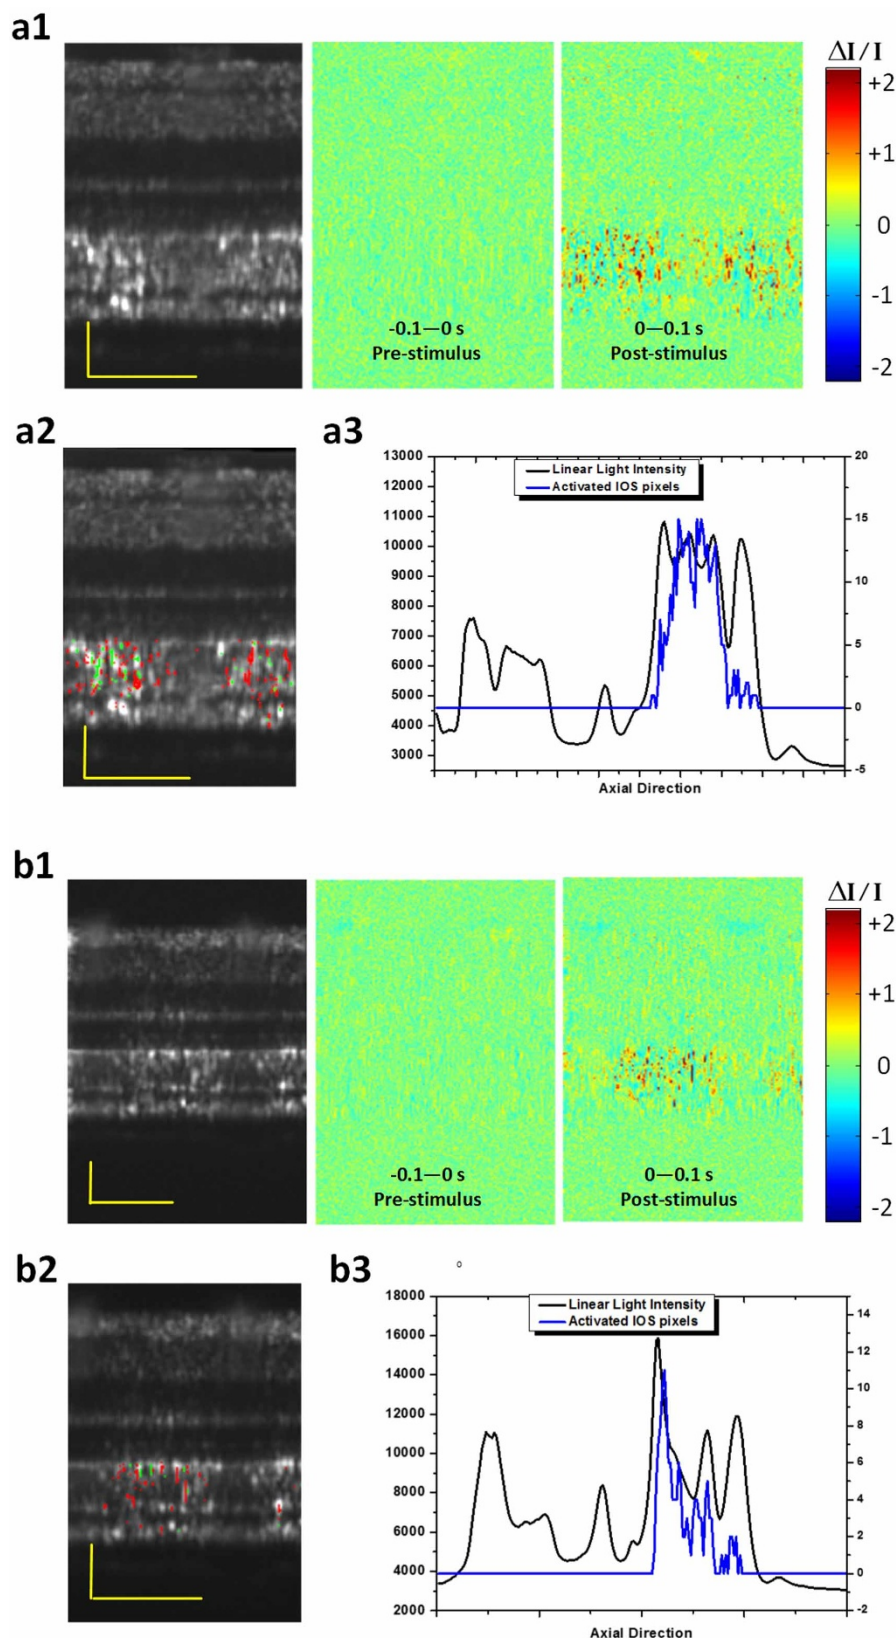 a1
ΔI / I
+2
+1
0
-1
-2
-0.1—0 s
Pre-stimulus
0—0.1 s
Post-stimulus
a2
a3
13000
12000
11000
10000
9000
8000
7000
6000
5000
4000
3000
Linear Light Intensity
Activated IOS pixels
20
15
10
5
0
-5
Axial Direction
b1
ΔI / I
+2
+1
0
-1
-2
-0.1—0 s
Pre-stimulus
0—0.1 s
Post-stimulus
b2
b3
18000
16000
14000
12000
10000
8000
6000
4000
2000
Linear Light Intensity
Activated IOS pixels
14
12
10
8
6
4
2
0
-2
Axial Direction